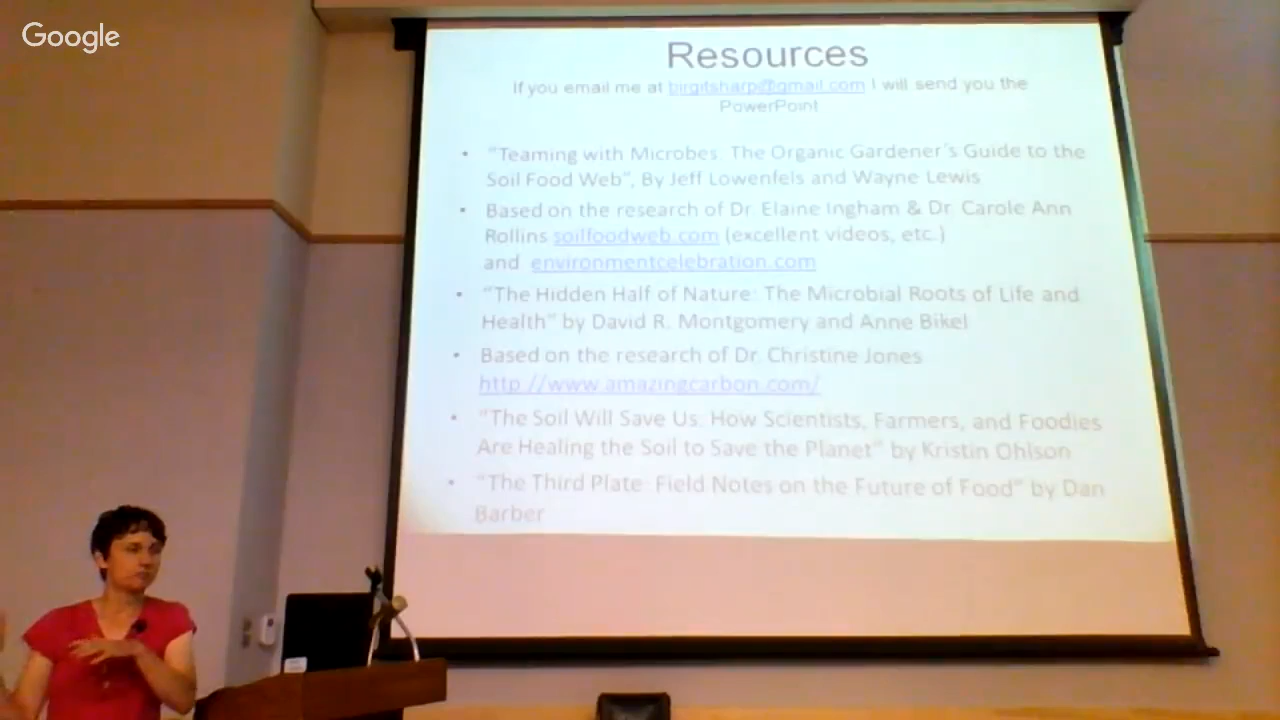 Google
Resources
If you email me at birgitsharp@gmail.com I will send you the
PowerPoint
• "Teaming with Microbes: The Organic Gardener's Guide to the
Soil Food Web", By Jeff Lowenfels and Wayne Lewis
• Based on the research of Dr. Elaine Ingham & Dr. Carole Ann
Rollins soilfoodweb.com (excellent videos, etc.)
and environmentcelebration.com
• "The Hidden Half of Nature: The Microbial Roots of Life and
Health" by David R. Montgomery and Anne Bikel
• Based on the research of Dr. Christine Jones
http://www.amazingcarbon.com/
• "The Soil Will Save Us: How Scientists, Farmers, and Foodies
Are Healing the Soil to Save the Planet" by Kristin Ohlson
• "The Third Plate: Field Notes on the Future of Food" by Dan
Barber